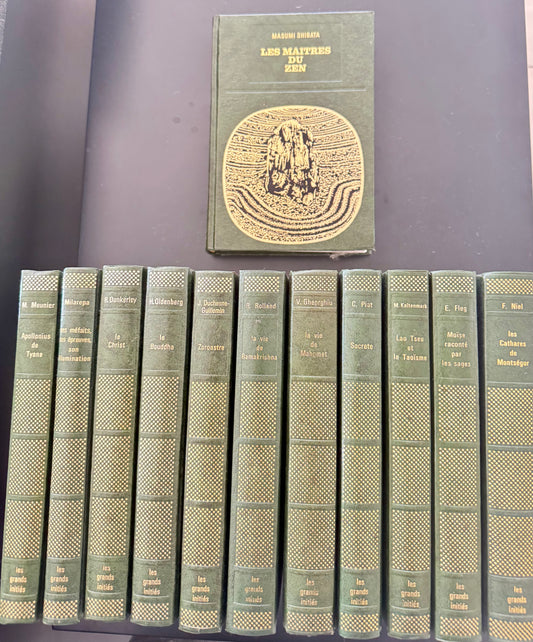 MASUMI SHIBATA
LES MAITRES
DU
ZEN
M. Meunier
Apollonius
de
Tyane
les
grands
initiés
Milarepa
ses méfaits,
ses épreuves,
son
illumination
les
grands
initiés
R. Dunkerley
le
Christ
les
grands
initiés
H. Oldenberg
le
Bouddha
les
grands
initiés
J. Duchesne-
Guillemin
Zoroastre
les
grands
initiés
R. Rolland
la vie
de
Ramakrishna
les
grands
initiés
V. Gheorghiu
la vie
de
Mahomet
les
grands
initiés
C. Piat
Socrate
les
grands
initiés
M. Kaltenmark
Lao Tseu
et
le Taoïsme
les
grands
initiés
E. Fleg
Moïse
raconté
par
les sages
les
grands
initiés
F. Niel
les
Cathares
de
Montségur
les
grands
initiés